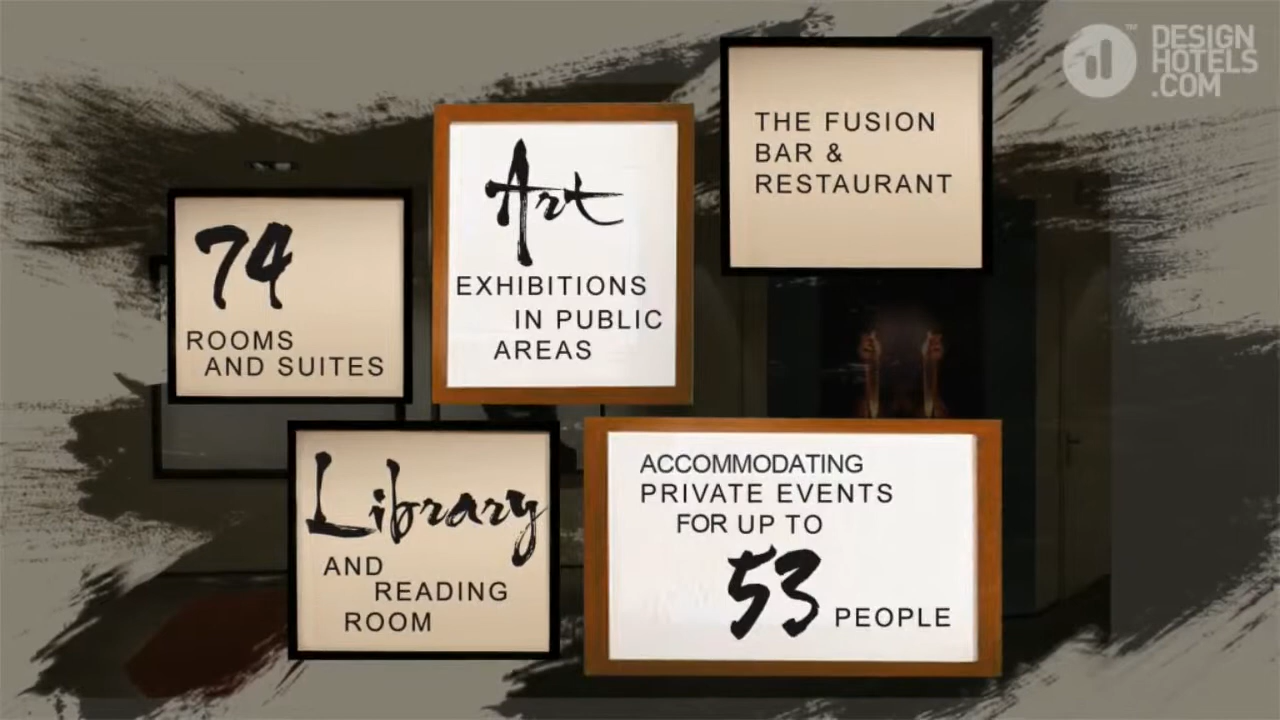 DESIGN
HOTELS
.COM
THE FUSION
BAR &
RESTAURANT
Art
EXHIBITIONS
IN PUBLIC
AREAS
74
ROOMS
AND SUITES
Library
AND
READING
ROOM
ACCOMMODATING
PRIVATE EVENTS
FOR UP TO
53 PEOPLE